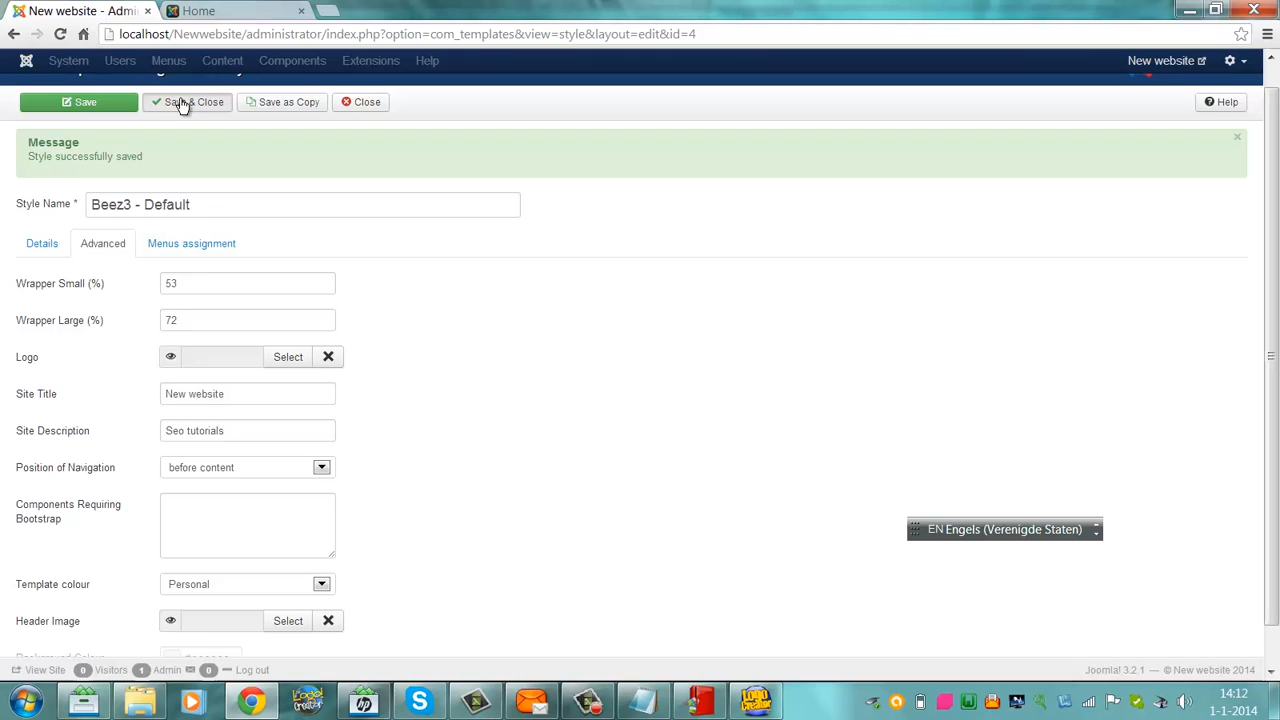 New website - Admi
Home
localhost/Newwebsite/administrator/index.php?option=com_templates&view=style&layout=edit&id=4
System Users Menus Content Components Extensions Help New website
Save Save & Close Save as Copy Close Help
Message
Style successfully saved
Style Name * Beez3 - Default
Details Advanced Menus assignment
Wrapper Small (%) 53
Wrapper Large (%) 72
Logo Select
Site Title New website
Site Description Seo tutorials
Position of Navigation before content
Components Requiring
Bootstrap
EN Engels (Verenigde Staten)
Template colour Personal
Header Image Select
View Site 0 Visitors 1 Admin 0 Log out Joomla! 3.2.1 — © New website 2014
14:12
1-1-2014